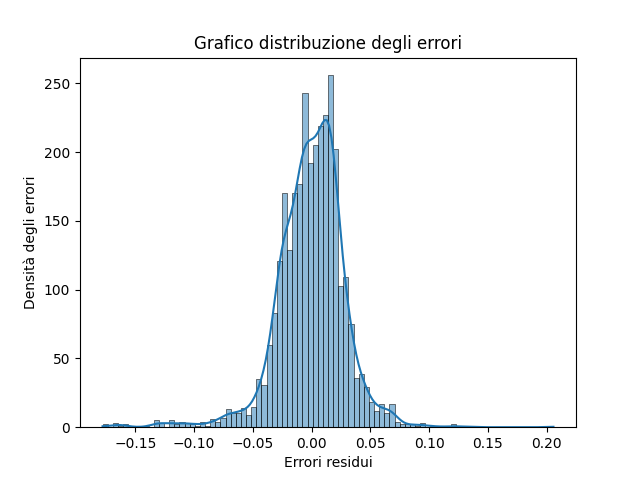 Grafico distribuzione degli errori
250
200
150
100
50
0
Densità degli errori
−0.15 −0.10 −0.05 0.00 0.05 0.10 0.15 0.20
Errori residui